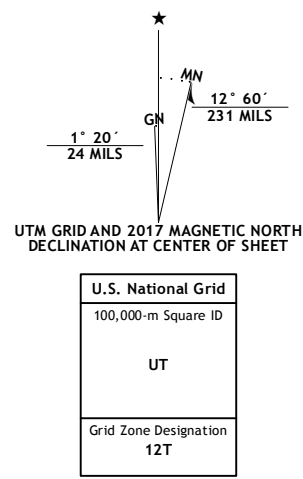 ★
MN
GN
12° 60´
231 MILS
1° 20´
24 MILS
UTM GRID AND 2017 MAGNETIC NORTH
DECLINATION AT CENTER OF SHEET
U.S. National Grid
100,000-m Square ID
UT
Grid Zone Designation
12T